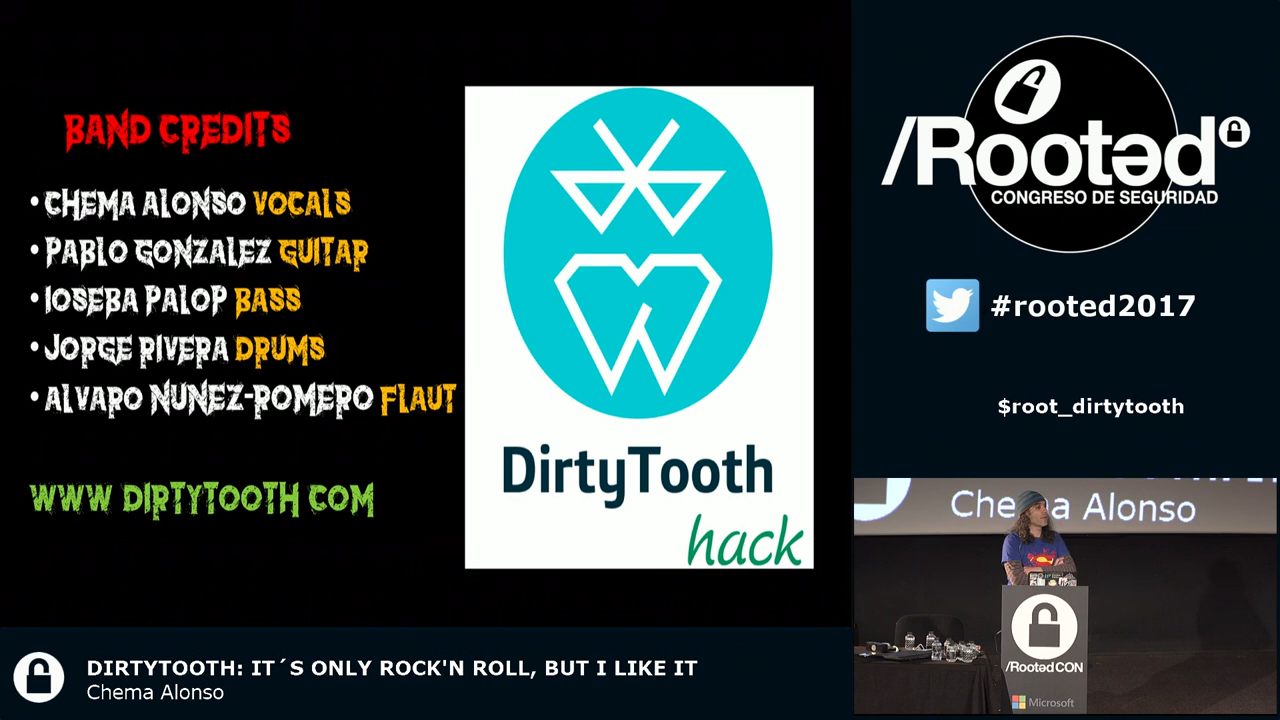 BAND CREDITS
• CHEMA ALONSO VOCALS
• PABLO GONZALEZ GUITAR
• IOSEBA PALOP BASS
• JORGE RIVERA DRUMS
• ALVARO NUNEZ-ROMERO FLAUT
WWW DIRTYTOOTH COM
DirtyTooth
hack
/Rooted
CONGRESO DE SEGURIDAD
#rooted2017
$root_dirtytooth
Chema Alonso
/RootedCON
Microsoft
DIRTYTOOTH: IT´S ONLY ROCK'N ROLL, BUT I LIKE IT
Chema Alonso